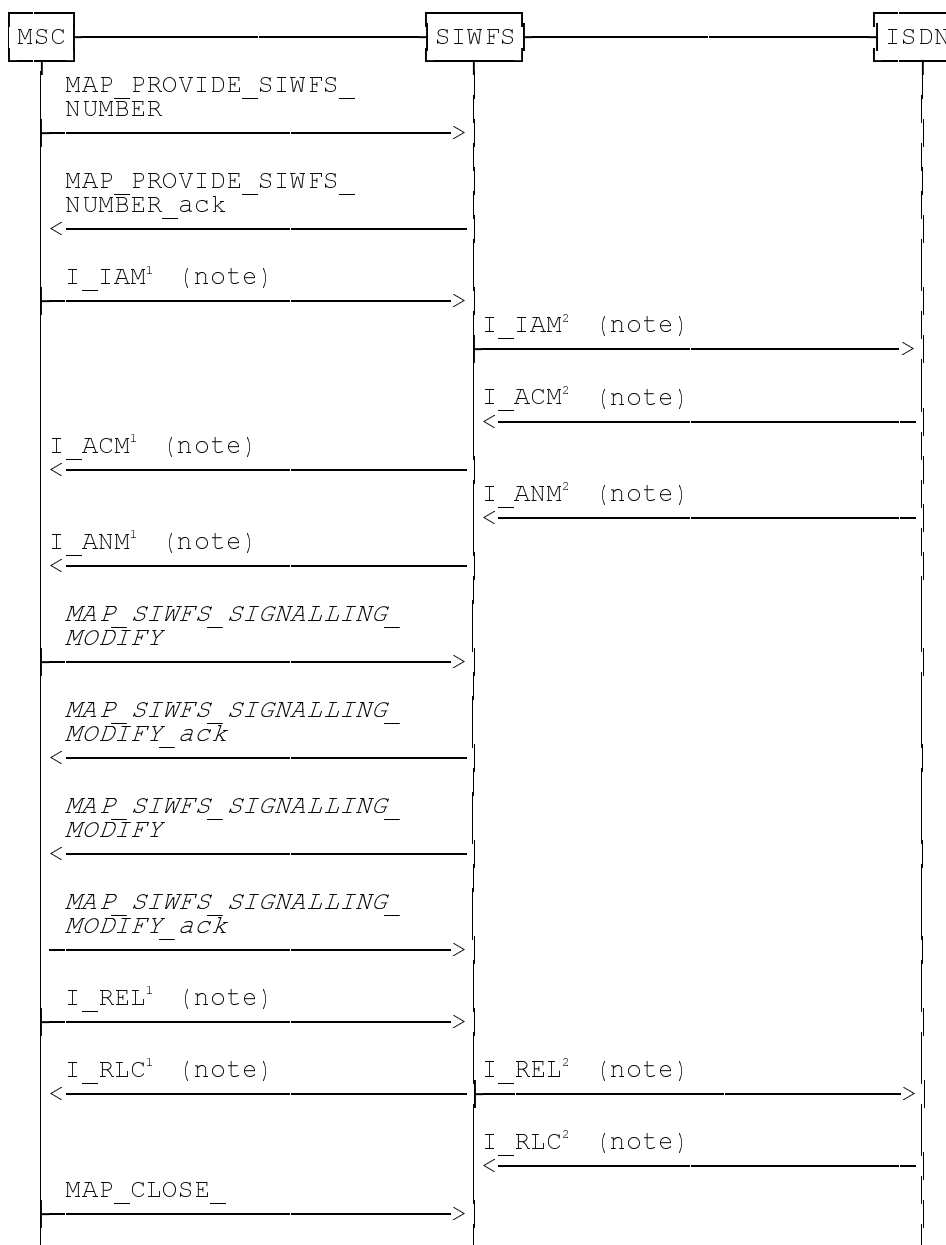 MSC SIWFS ISDN
MAP_PROVIDE_SIWFS_
NUMBER
MAP_PROVIDE_SIWFS_
NUMBER_ack
I_IAM¹ (note)
I_IAM² (note)
I_ACM² (note)
I_ACM¹ (note)
I_ANM² (note)
I_ANM¹ (note)
MAP_SIWFS_SIGNALLING_
MODIFY
MAP_SIWFS_SIGNALLING_
MODIFY_ack
MAP_SIWFS_SIGNALLING_
MODIFY
MAP_SIWFS_SIGNALLING_
MODIFY_ack
I_REL¹ (note)
I_RLC¹ (note) I_REL² (note)
I_RLC² (note)
MAP_CLOSE_